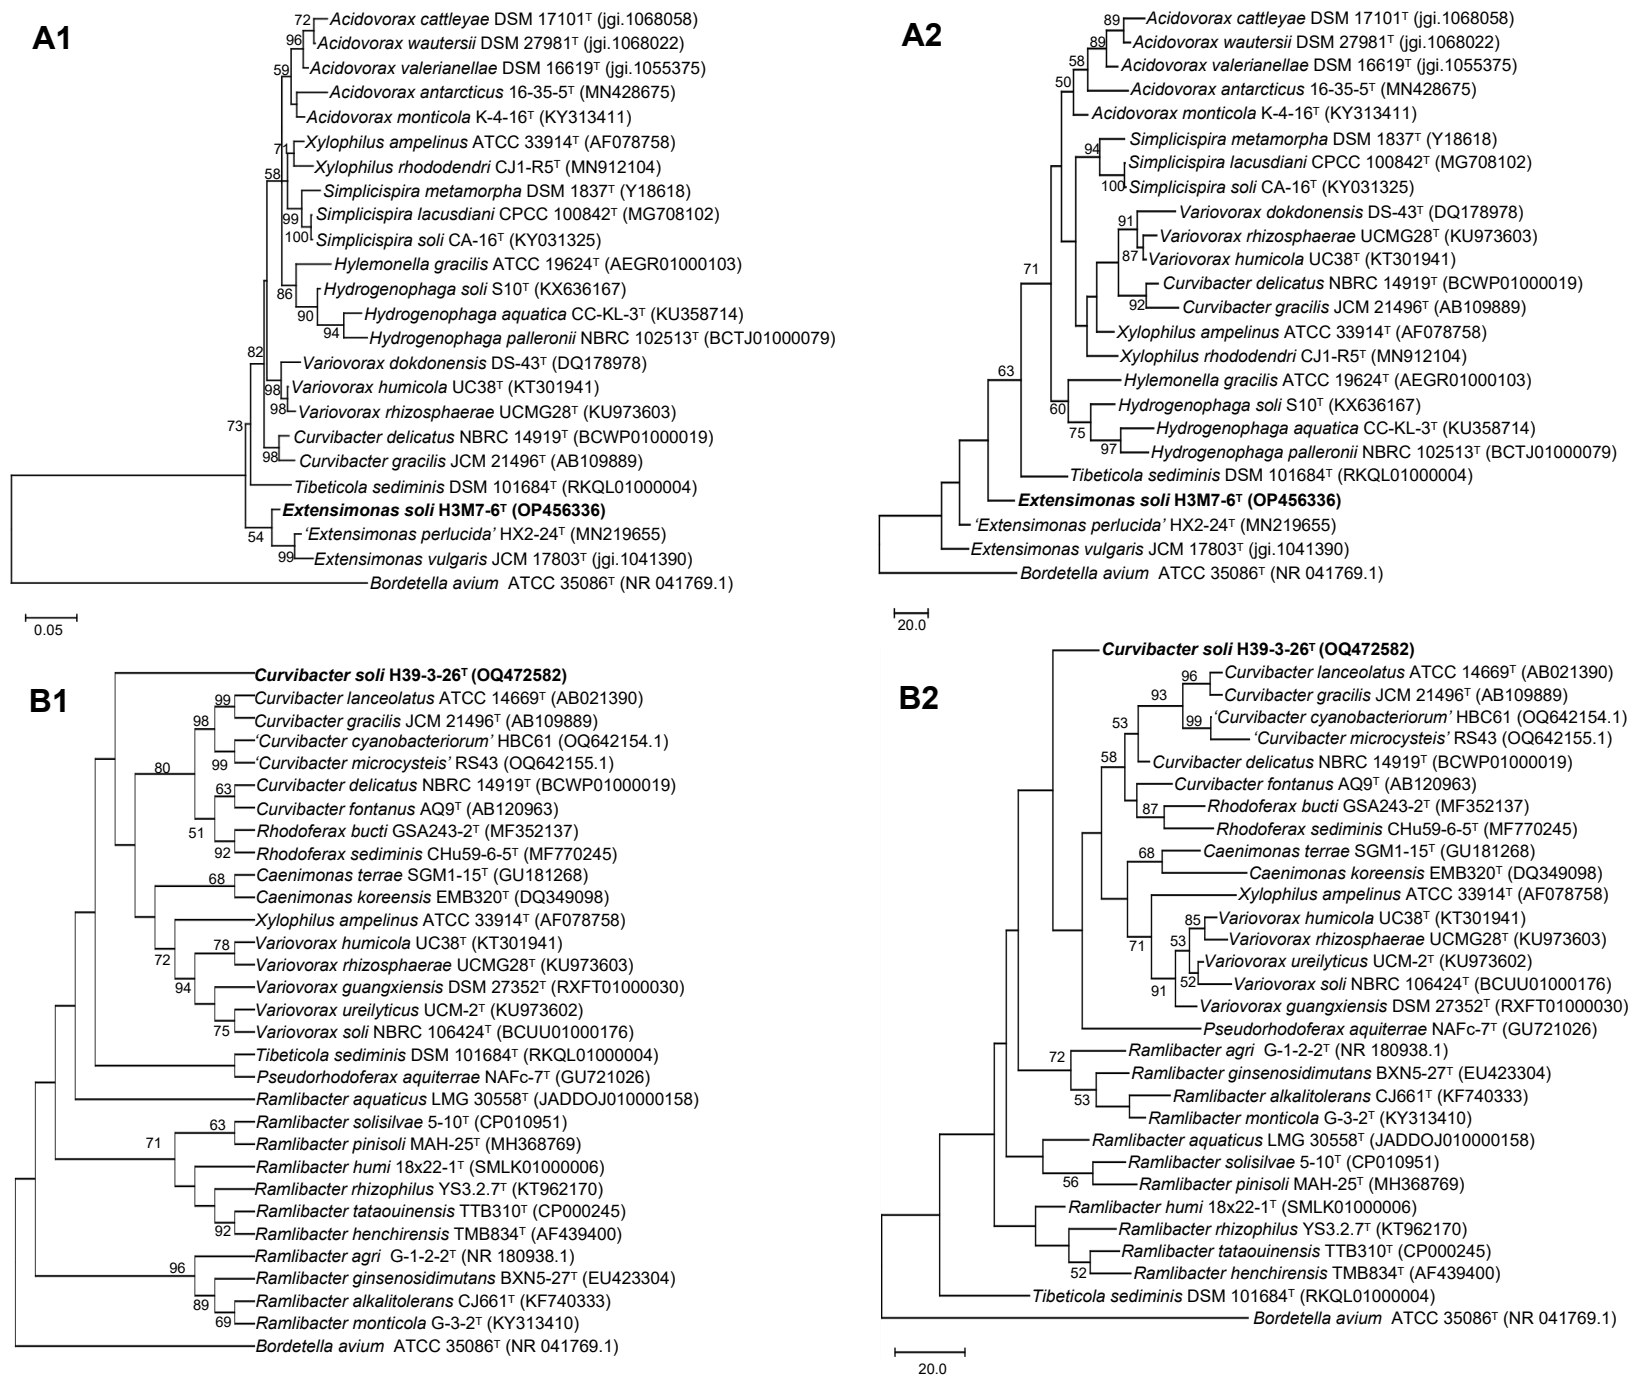 A1
72
Acidovorax cattleyae DSM 17101ᵀ (jgi.1068058)
96
Acidovorax wautersii DSM 27981ᵀ (jgi.1068022)
59
Acidovorax valerianellae DSM 16619ᵀ (jgi.1055375)
Acidovorax antarcticus 16-35-5ᵀ (MN428675)
Acidovorax monticola K-4-16ᵀ (KY313411)
71
Xylophilus ampelinus ATCC 33914ᵀ (AF078758)
Xylophilus rhododendri CJ1-R5ᵀ (MN912104)
58
Simplicispira metamorpha DSM 1837ᵀ (Y18618)
99
Simplicispira lacusdiani CPCC 100842ᵀ (MG708102)
100
Simplicispira soli CA-16ᵀ (KY031325)
Hylemonella gracilis ATCC 19624ᵀ (AEGR01000103)
86
Hydrogenophaga soli S10ᵀ (KX636167)
90
Hydrogenophaga aquatica CC-KL-3ᵀ (KU358714)
94
Hydrogenophaga palleronii NBRC 102513ᵀ (BCTJ01000079)
82
Variovorax dokdonensis DS-43ᵀ (DQ178978)
98
Variovorax humicola UC38ᵀ (KT301941)
98
Variovorax rhizosphaerae UCMG28ᵀ (KU973603)
73
Curvibacter delicatus NBRC 14919ᵀ (BCWP01000019)
98
Curvibacter gracilis JCM 21496ᵀ (AB109889)
Tibeticola sediminis DSM 101684ᵀ (RKQL01000004)
Extensimonas soli H3M7-6ᵀ (OP456336)
54
‘Extensimonas perlucida’ HX2-24ᵀ (MN219655)
99
Extensimonas vulgaris JCM 17803ᵀ (jgi.1041390)
Bordetella avium ATCC 35086ᵀ (NR 041769.1)
0.05
A2
89
Acidovorax cattleyae DSM 17101ᵀ (jgi.1068058)
89
Acidovorax wautersii DSM 27981ᵀ (jgi.1068022)
58
Acidovorax valerianellae DSM 16619ᵀ (jgi.1055375)
50
Acidovorax antarcticus 16-35-5ᵀ (MN428675)
Acidovorax monticola K-4-16ᵀ (KY313411)
Simplicispira metamorpha DSM 1837ᵀ (Y18618)
94
Simplicispira lacusdiani CPCC 100842ᵀ (MG708102)
100
Simplicispira soli CA-16ᵀ (KY031325)
Variovorax dokdonensis DS-43ᵀ (DQ178978)
91
Variovorax rhizosphaerae UCMG28ᵀ (KU973603)
87
Variovorax humicola UC38ᵀ (KT301941)
71
Curvibacter delicatus NBRC 14919ᵀ (BCWP01000019)
92
Curvibacter gracilis JCM 21496ᵀ (AB109889)
Xylophilus ampelinus ATCC 33914ᵀ (AF078758)
Xylophilus rhododendri CJ1-R5ᵀ (MN912104)
63
Hylemonella gracilis ATCC 19624ᵀ (AEGR01000103)
60
Hydrogenophaga soli S10ᵀ (KX636167)
75
Hydrogenophaga aquatica CC-KL-3ᵀ (KU358714)
97
Hydrogenophaga palleronii NBRC 102513ᵀ (BCTJ01000079)
Tibeticola sediminis DSM 101684ᵀ (RKQL01000004)
Extensimonas soli H3M7-6ᵀ (OP456336)
‘Extensimonas perlucida’ HX2-24ᵀ (MN219655)
Extensimonas vulgaris JCM 17803ᵀ (jgi.1041390)
Bordetella avium ATCC 35086ᵀ (NR 041769.1)
20.0
B1
Curvibacter soli H39-3-26ᵀ (OQ472582)
99
Curvibacter lanceolatus ATCC 14669ᵀ (AB021390)
98
Curvibacter gracilis JCM 21496ᵀ (AB109889)
‘Curvibacter cyanobacteriorum’ HBC61 (OQ642154.1)
99
‘Curvibacter microcysteis’ RS43 (OQ642155.1)
80
63
Curvibacter delicatus NBRC 14919ᵀ (BCWP01000019)
Curvibacter fontanus AQ9ᵀ (AB120963)
51
Rhodoferax bucti GSA243-2ᵀ (MF352137)
92
Rhodoferax sediminis CHu59-6-5ᵀ (MF770245)
68
Caenimonas terrae SGM1-15ᵀ (GU181268)
Caenimonas koreensis EMB320ᵀ (DQ349098)
Xylophilus ampelinus ATCC 33914ᵀ (AF078758)
78
Variovorax humicola UC38ᵀ (KT301941)
72
Variovorax rhizosphaerae UCMG28ᵀ (KU973603)
94
Variovorax guangxiensis DSM 27352ᵀ (RXFT01000030)
Variovorax ureilyticus UCM-2ᵀ (KU973602)
75
Variovorax soli NBRC 106424ᵀ (BCUU01000176)
Tibeticola sediminis DSM 101684ᵀ (RKQL01000004)
Pseudorhodoferax aquiterrae NAFc-7ᵀ (GU721026)
Ramlibacter aquaticus LMG 30558ᵀ (JADDOJ010000158)
63
Ramlibacter solisilvae 5-10ᵀ (CP010951)
71
Ramlibacter pinisoli MAH-25ᵀ (MH368769)
Ramlibacter humi 18x22-1ᵀ (SMLK01000006)
Ramlibacter rhizophilus YS3.2.7ᵀ (KT962170)
Ramlibacter tataouinensis TTB310ᵀ (CP000245)
92
Ramlibacter henchirensis TMB834ᵀ (AF439400)
96
Ramlibacter agri G-1-2-2ᵀ (NR 180938.1)
Ramlibacter ginsenosidimutans BXN5-27ᵀ (EU423304)
89
Ramlibacter alkalitolerans CJ661ᵀ (KF740333)
69
Ramlibacter monticola G-3-2ᵀ (KY313410)
Bordetella avium ATCC 35086ᵀ (NR 041769.1)
B2
Curvibacter soli H39-3-26ᵀ (OQ472582)
96
Curvibacter lanceolatus ATCC 14669ᵀ (AB021390)
93
Curvibacter gracilis JCM 21496ᵀ (AB109889)
53
99
‘Curvibacter cyanobacteriorum’ HBC61 (OQ642154.1)
‘Curvibacter microcysteis’ RS43 (OQ642155.1)
58
Curvibacter delicatus NBRC 14919ᵀ (BCWP01000019)
Curvibacter fontanus AQ9ᵀ (AB120963)
87
Rhodoferax bucti GSA243-2ᵀ (MF352137)
Rhodoferax sediminis CHu59-6-5ᵀ (MF770245)
68
Caenimonas terrae SGM1-15ᵀ (GU181268)
Caenimonas koreensis EMB320ᵀ (DQ349098)
Xylophilus ampelinus ATCC 33914ᵀ (AF078758)
85
Variovorax humicola UC38ᵀ (KT301941)
71
53
Variovorax rhizosphaerae UCMG28ᵀ (KU973603)
Variovorax ureilyticus UCM-2ᵀ (KU973602)
91
52
Variovorax soli NBRC 106424ᵀ (BCUU01000176)
Variovorax guangxiensis DSM 27352ᵀ (RXFT01000030)
Pseudorhodoferax aquiterrae NAFc-7ᵀ (GU721026)
72
Ramlibacter agri G-1-2-2ᵀ (NR 180938.1)
Ramlibacter ginsenosidimutans BXN5-27ᵀ (EU423304)
53
Ramlibacter alkalitolerans CJ661ᵀ (KF740333)
Ramlibacter monticola G-3-2ᵀ (KY313410)
Ramlibacter aquaticus LMG 30558ᵀ (JADDOJ010000158)
Ramlibacter solisilvae 5-10ᵀ (CP010951)
56
Ramlibacter pinisoli MAH-25ᵀ (MH368769)
Ramlibacter humi 18x22-1ᵀ (SMLK01000006)
Ramlibacter rhizophilus YS3.2.7ᵀ (KT962170)
Ramlibacter tataouinensis TTB310ᵀ (CP000245)
52
Ramlibacter henchirensis TMB834ᵀ (AF439400)
Tibeticola sediminis DSM 101684ᵀ (RKQL01000004)
Bordetella avium ATCC 35086ᵀ (NR 041769.1)
20.0